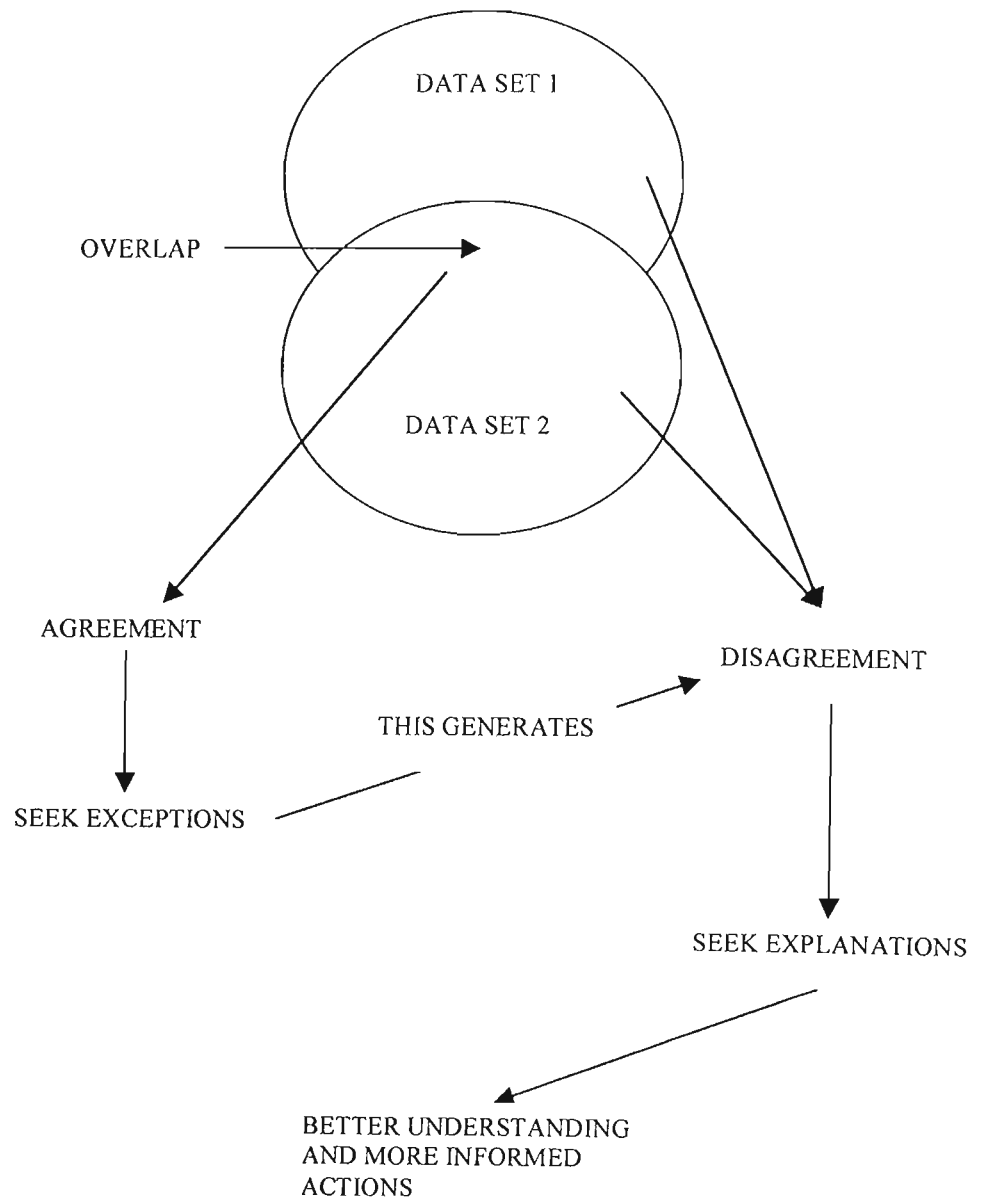 DATA SET 1
OVERLAP
DATA SET 2
AGREEMENT
DISAGREEMENT
THIS GENERATES
SEEK EXCEPTIONS
SEEK EXPLANATIONS
BETTER UNDERSTANDING
AND MORE INFORMED
ACTIONS